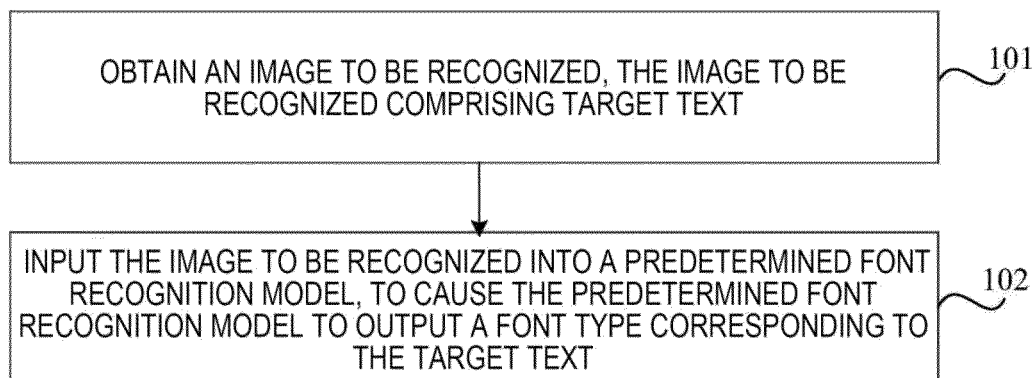 OBTAIN AN IMAGE TO BE RECOGNIZED, THE IMAGE TO BE
RECOGNIZED COMPRISING TARGET TEXT
101
INPUT THE IMAGE TO BE RECOGNIZED INTO A PREDETERMINED FONT
RECOGNITION MODEL, TO CAUSE THE PREDETERMINED FONT
RECOGNITION MODEL TO OUTPUT A FONT TYPE CORRESPONDING TO
THE TARGET TEXT
102